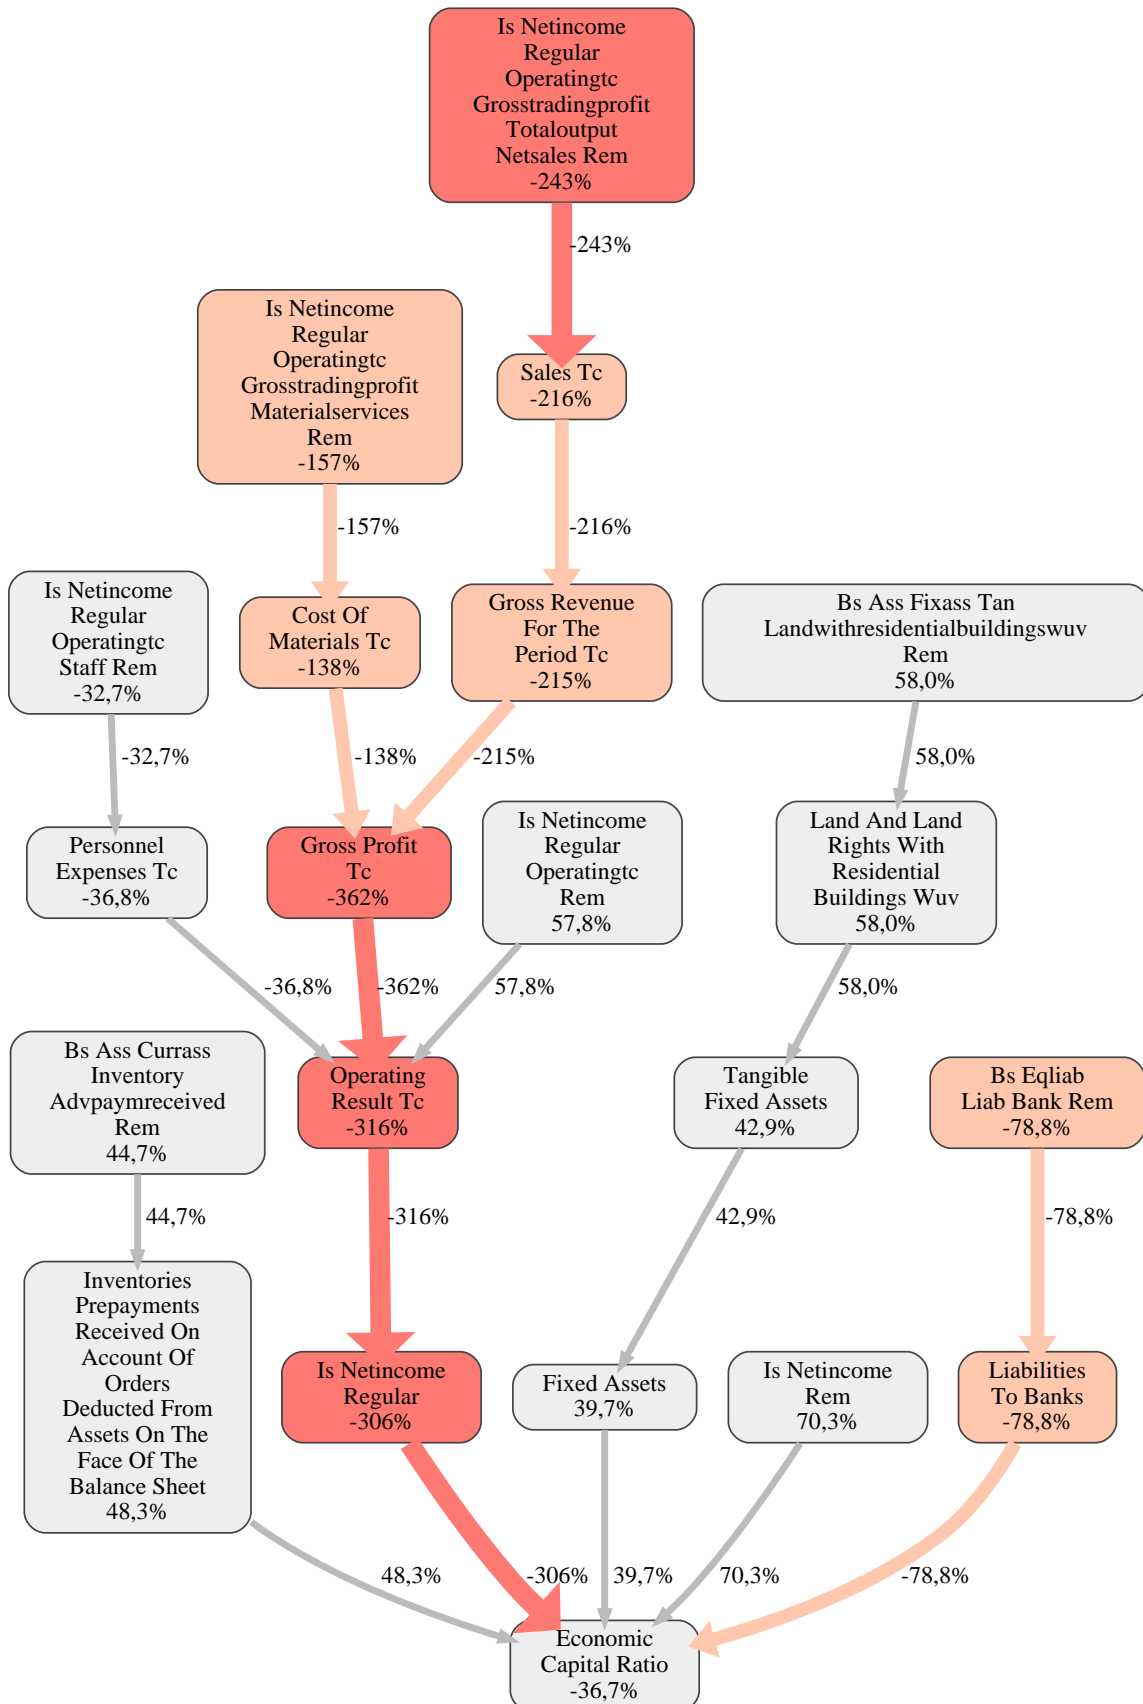 Is Netincome
Regular
Operatingtc
Grosstradingprofit
Totaloutput
Netsales Rem
-243%
-243%
Is Netincome
Regular
Operatingtc
Grosstradingprofit
Materialservices
Rem
-157%
Sales Tc
-216%
-157%
-216%
Is Netincome
Regular
Operatingtc
Staff Rem
-32,7%
Cost Of
Materials Tc
-138%
Gross Revenue
For The
Period Tc
-215%
Bs Ass Fixass Tan
Landwithresidentialbuildingswuv
Rem
58,0%
-32,7%
-138%
-215%
58,0%
Personnel
Expenses Tc
-36,8%
Gross Profit
Tc
-362%
Is Netincome
Regular
Operatingtc
Rem
57,8%
Land And Land
Rights With
Residential
Buildings Wuv
58,0%
-36,8%
-362%
57,8%
58,0%
Bs Ass Currass
Inventory
Advpaymreceived
Rem
44,7%
Operating
Result Tc
-316%
Tangible
Fixed Assets
42,9%
Bs Eqliab
Liab Bank Rem
-78,8%
44,7%
-316%
42,9%
-78,8%
Inventories
Prepayments
Received On
Account Of
Orders
Deducted From
Assets On The
Face Of The
Balance Sheet
48,3%
Is Netincome
Regular
-306%
Fixed Assets
39,7%
Is Netincome
Rem
70,3%
Liabilities
To Banks
-78,8%
48,3%
-306%
39,7%
70,3%
-78,8%
Economic
Capital Ratio
-36,7%